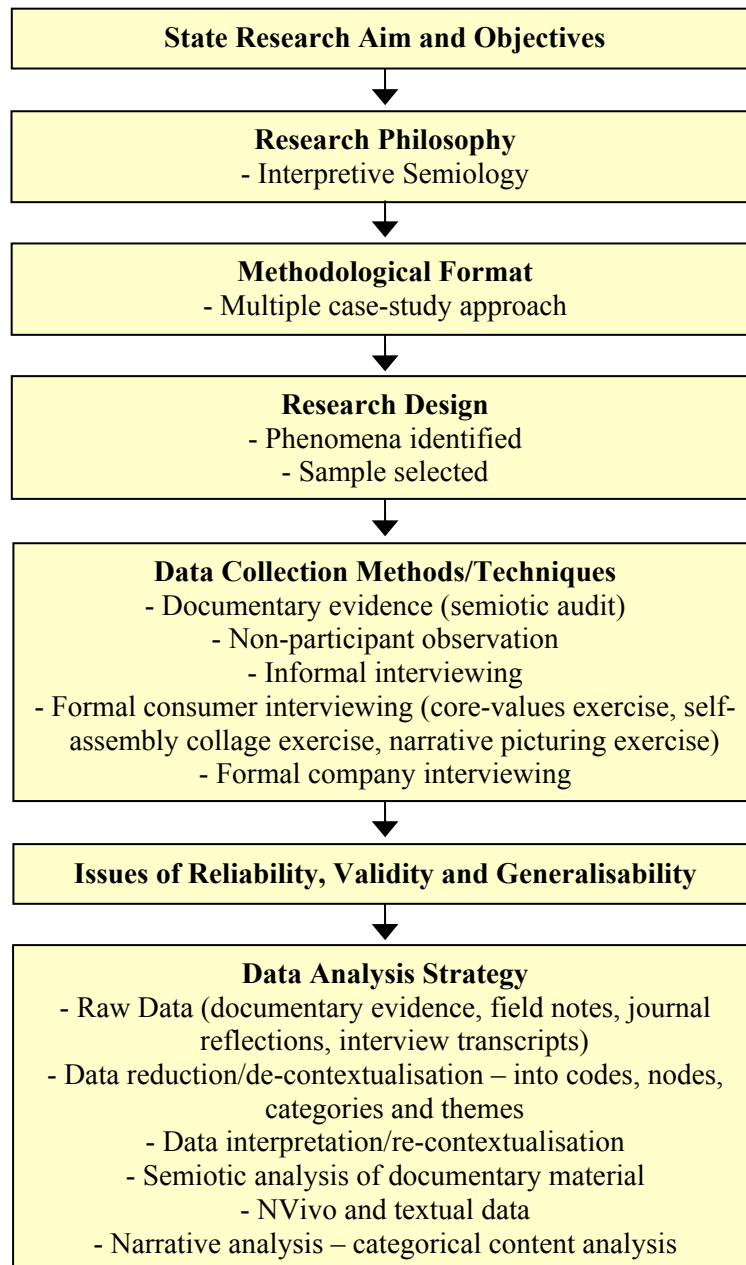 State Research Aim and Objectives
Research Philosophy
- Interpretive Semiology
Methodological Format
- Multiple case-study approach
Research Design
- Phenomena identified
- Sample selected
Data Collection Methods/Techniques
- Documentary evidence (semiotic audit)
- Non-participant observation
- Informal interviewing
- Formal consumer interviewing (core-values exercise, self-
assembly collage exercise, narrative picturing exercise)
- Formal company interviewing
Issues of Reliability, Validity and Generalisability
Data Analysis Strategy
- Raw Data (documentary evidence, field notes, journal
reflections, interview transcripts)
- Data reduction/de-contextualisation – into codes, nodes,
categories and themes
- Data interpretation/re-contextualisation
- Semiotic analysis of documentary material
- NVivo and textual data
- Narrative analysis – categorical content analysis